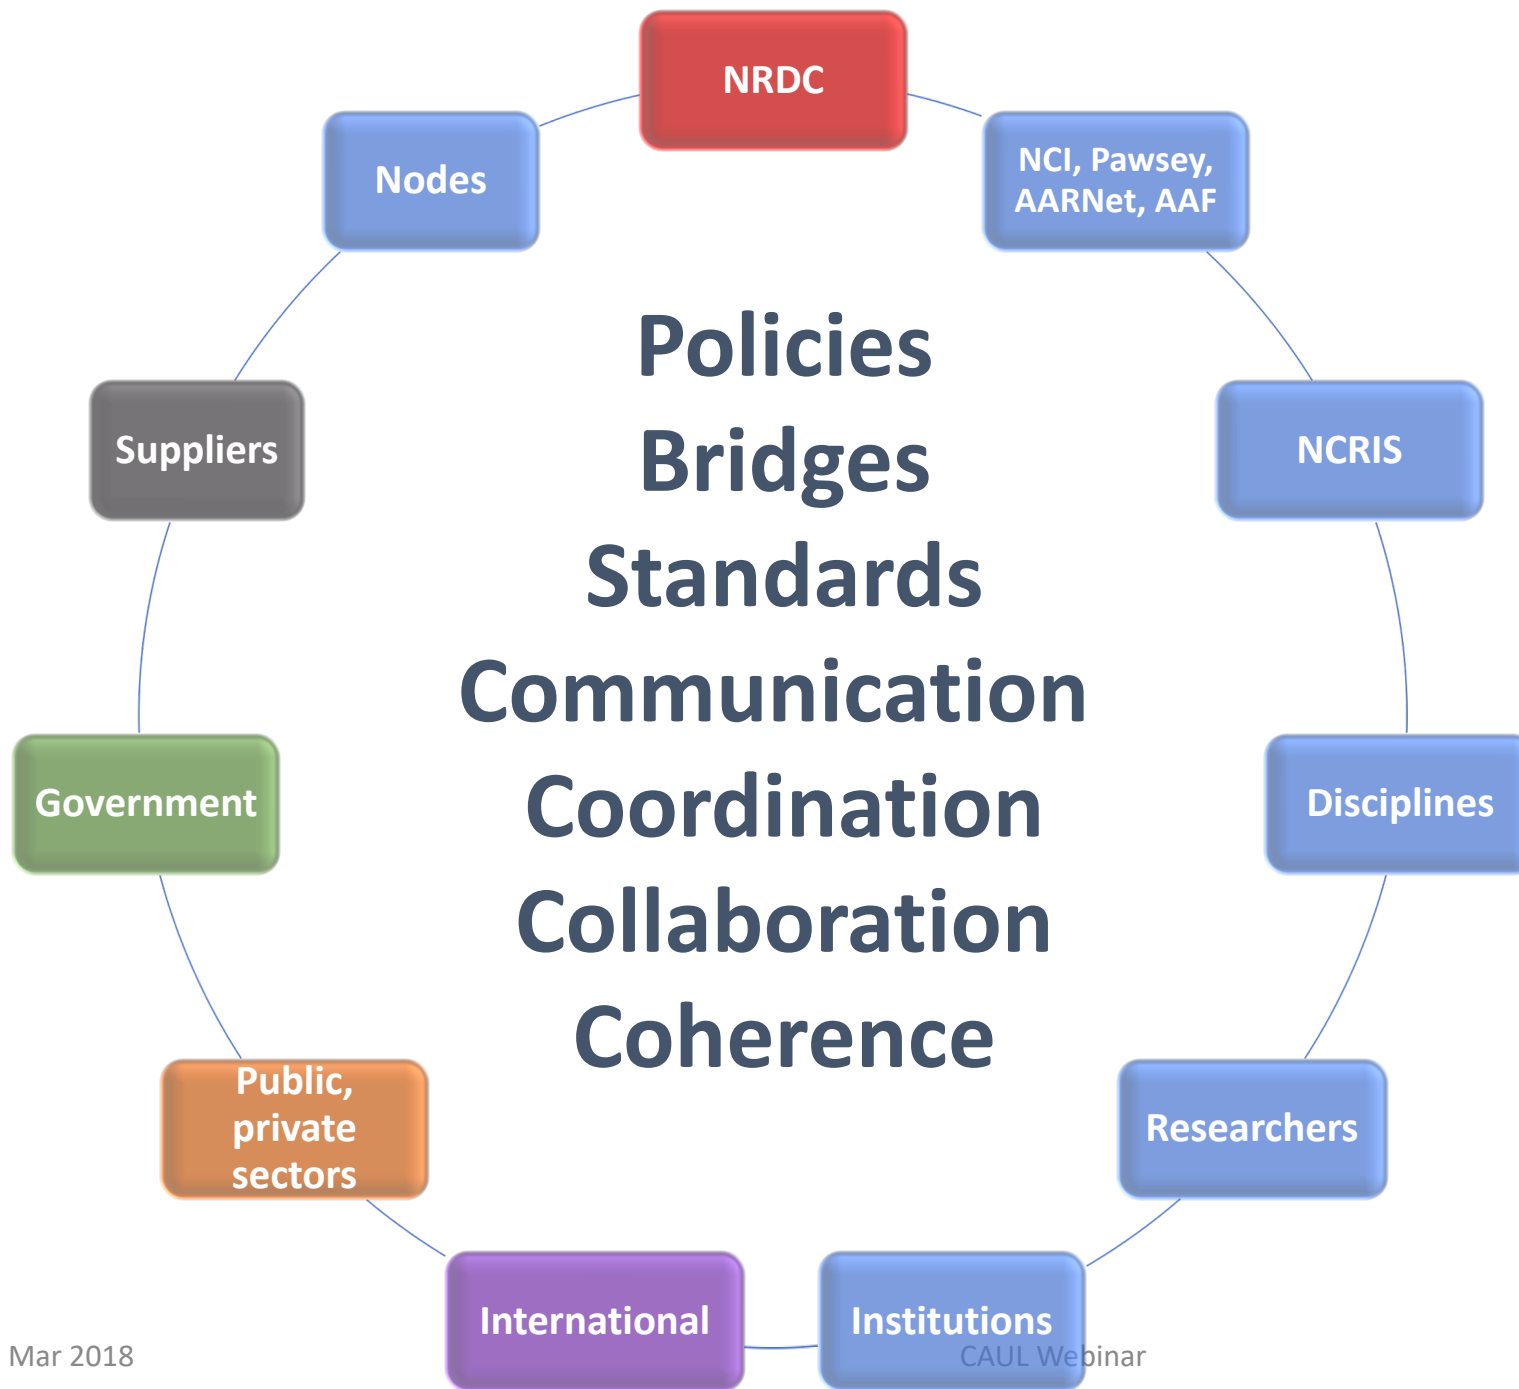 NRDC
NCI, Pawsey,
AARNet, AAF
NCRIS
Disciplines
Researchers
Institutions
International
Public,
private
sectors
Government
Suppliers
Nodes
Policies
Bridges
Standards
Communication
Coordination
Collaboration
Coherence
Mar 2018
CAUL Webinar